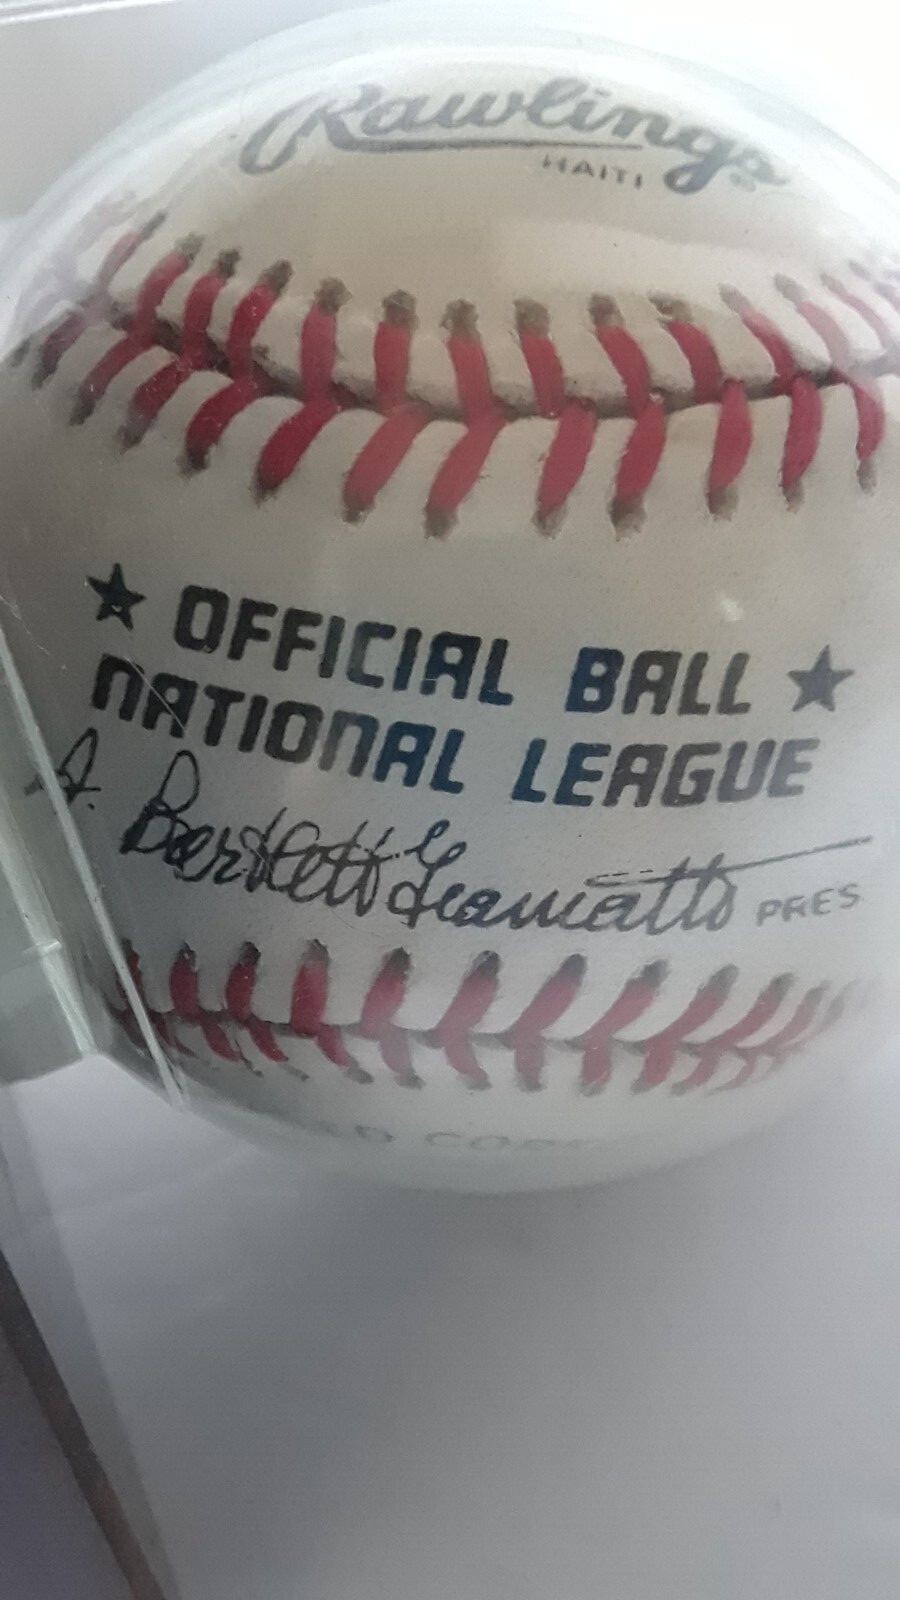 Rawlings®
HAITI
★ OFFICIAL BALL ★
NATIONAL LEAGUE
A. Bartlett Giamatti PRES